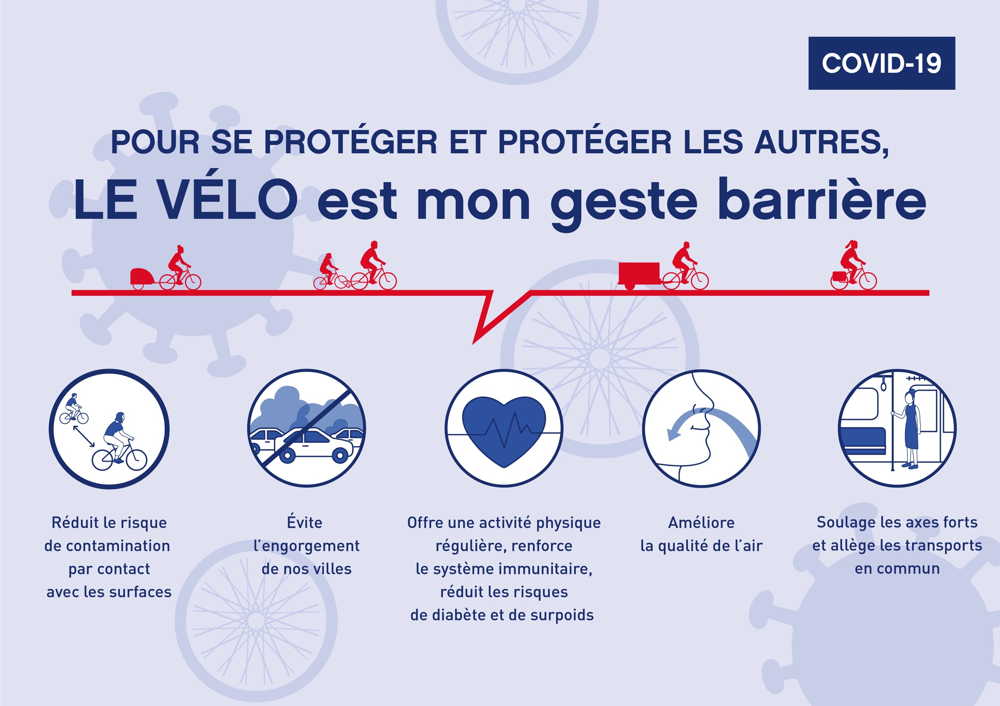 COVID-19
POUR SE PROTÉGER ET PROTÉGER LES AUTRES,
LE VÉLO est mon geste barrière
Réduit le risque
de contamination
par contact
avec les surfaces
Évite
l’engorgement
de nos villes
Offre une activité physique
régulière, renforce
le système immunitaire,
réduit les risques
de diabète et de surpoids
Améliore
la qualité de l’air
Soulage les axes forts
et allège les transports
en commun